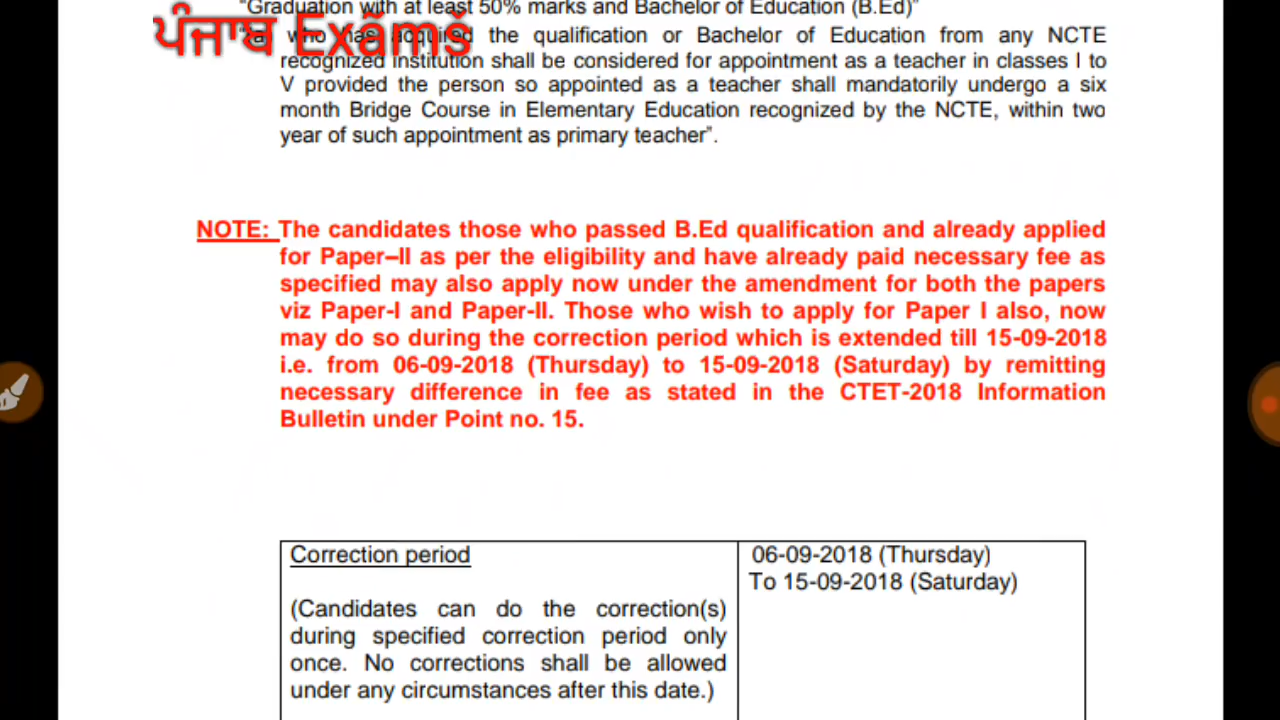 "Graduation with at least 50% marks and Bachelor of Education (B.Ed)"
ਪੰਜਾਬ Exãmš
who has acquired the qualification or Bachelor of Education from any NCTE
recognized institution shall be considered for appointment as a teacher in classes I to
V provided the person so appointed as a teacher shall mandatorily undergo a six
month Bridge Course in Elementary Education recognized by the NCTE, within two
year of such appointment as primary teacher".
NOTE: The candidates those who passed B.Ed qualification and already applied
for Paper–II as per the eligibility and have already paid necessary fee as
specified may also apply now under the amendment for both the papers
viz Paper-I and Paper-II. Those who wish to apply for Paper I also, now
may do so during the correction period which is extended till 15-09-2018
i.e. from 06-09-2018 (Thursday) to 15-09-2018 (Saturday) by remitting
necessary difference in fee as stated in the CTET-2018 Information
Bulletin under Point no. 15.
Correction period
(Candidates can do the correction(s)
during specified correction period only
once. No corrections shall be allowed
under any circumstances after this date.)
06-09-2018 (Thursday)
To 15-09-2018 (Saturday)